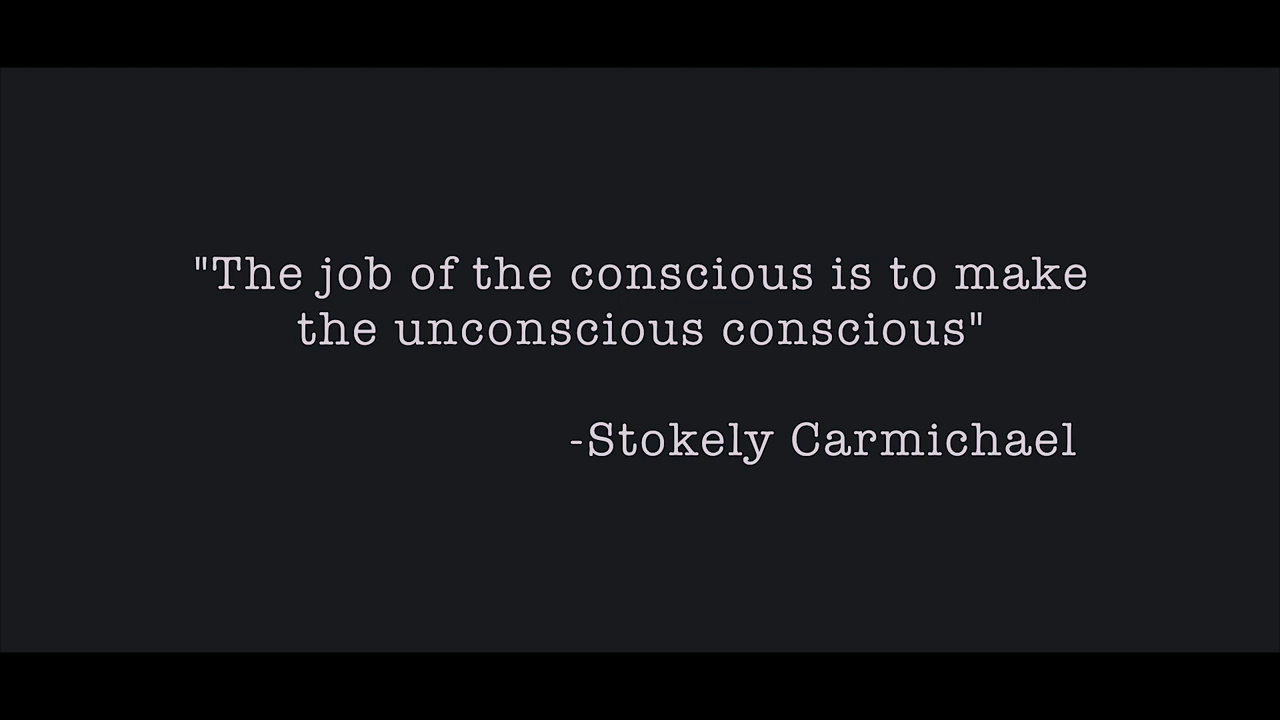 "The job of the conscious is to make
the unconscious conscious"
-Stokely Carmichael